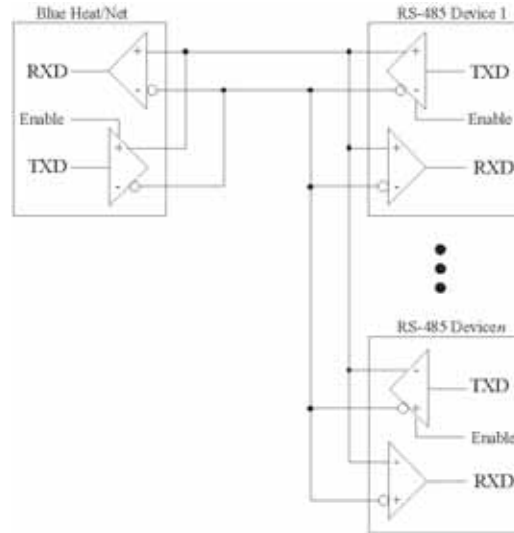 Blue Heat/Net
RS-485 Device 1
RXD
+
-
+
-
TXD
Enable
Enable
TXD
+
-
+
-
RXD
RS-485 Devicen
-
+
TXD
Enable
-
+
RXD